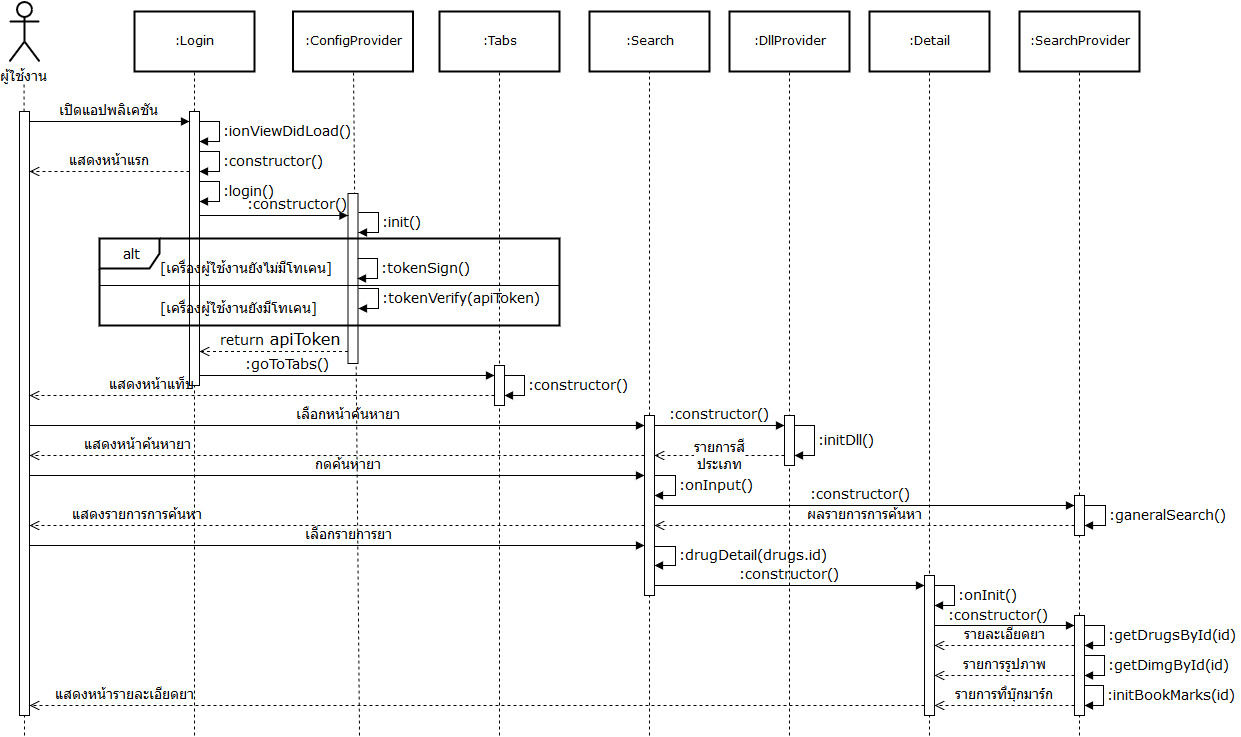 :Login
:ConfigProvider
:Tabs
:Search
:DllProvider
:Detail
:SearchProvider
ผู้ใช้งาน
เปิดแอปพลิเคชัน
:ionViewDidLoad()
แสดงหน้าแรก
:constructor()
:login()
:constructor()
:init()
alt
[เครื่องผู้ใช้งานยังไม่มีโทเคน]
:tokenSign()
:tokenVerify(apiToken)
[เครื่องผู้ใช้งานยังมีโทเคน]
return apiToken
:goToTabs()
แสดงหน้าแท็บ
:constructor()
เลือกหน้าค้นหายา
:constructor()
:initDll()
แสดงหน้าค้นหายา
รายการสี
ประเภท
กดค้นหายา
:onInput()
:constructor()
แสดงรายการการค้นหา
ผลรายการการค้นหา
:ganeralSearch()
เลือกรายการยา
:drugDetail(drugs.id)
:constructor()
:onInit()
:constructor()
รายละเอียดยา
:getDrugsById(id)
รายการรูปภาพ
:getDimgById(id)
แสดงหน้ารายละเอียดยา
รายการที่บุ๊กมาร์ก
:initBookMarks(id)